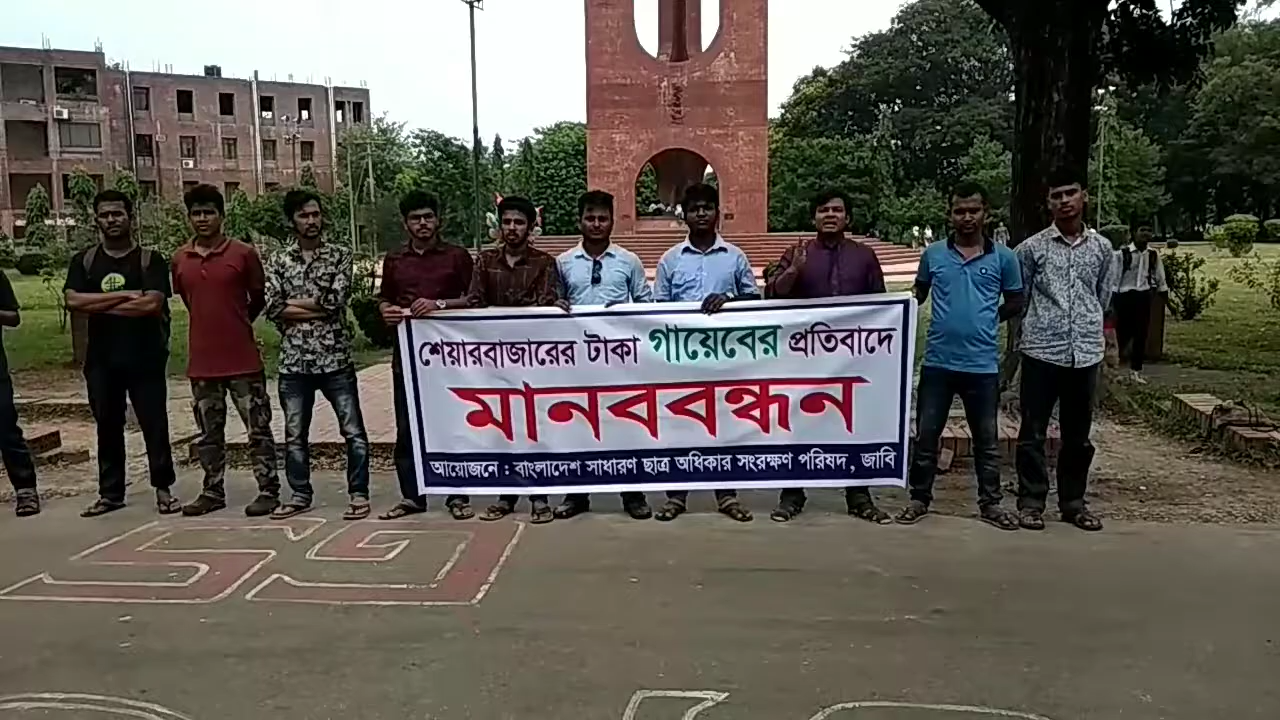 শেয়ারবাজারের টাকা গায়েবের প্রতিবাদে
মানববন্ধন
আয়োজনে : বাংলাদেশ সাধারণ ছাত্র অধিকার সংরক্ষণ পরিষদ, জাবি